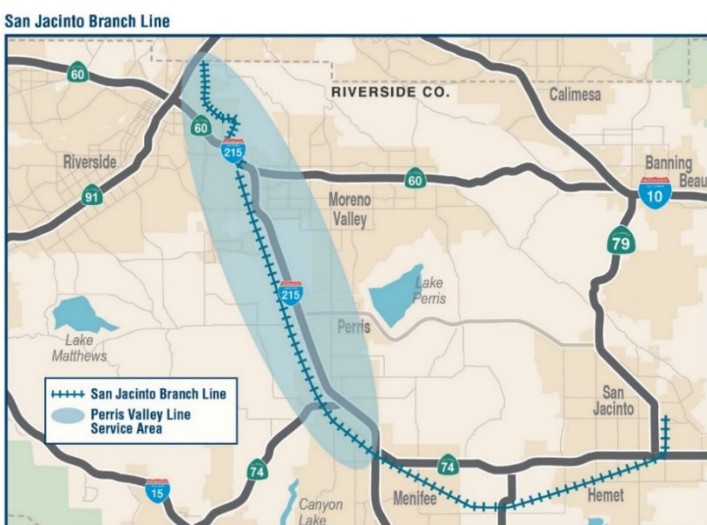 San Jacinto Branch Line
60
RIVERSIDE CO.
Calimesa
60
215
Riverside
91
60
Moreno
Valley
Banning
Beau
10
79
215
Lake
Perris
Perris
Lake
Matthews
San Jacinto Branch Line
Perris Valley Line
Service Area
San
Jacinto
74
74
15
Canyon
Lake
Menifee
Hemet